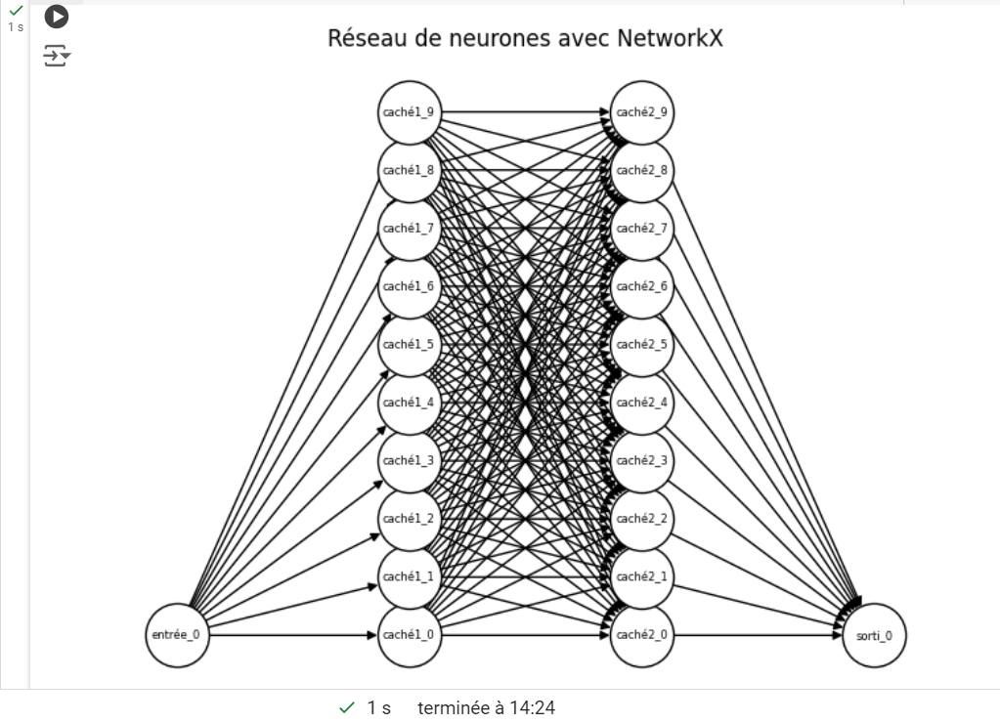 1 s
Réseau de neurones avec NetworkX
caché1_9 caché2_9
caché1_8 caché2_8
caché1_7 caché2_7
caché1_6 caché2_6
caché1_5 caché2_5
caché1_4 caché2_4
caché1_3 caché2_3
caché1_2 caché2_2
caché1_1 caché2_1
entrée_0 caché1_0 caché2_0 sorti_0
1 s terminée à 14:24